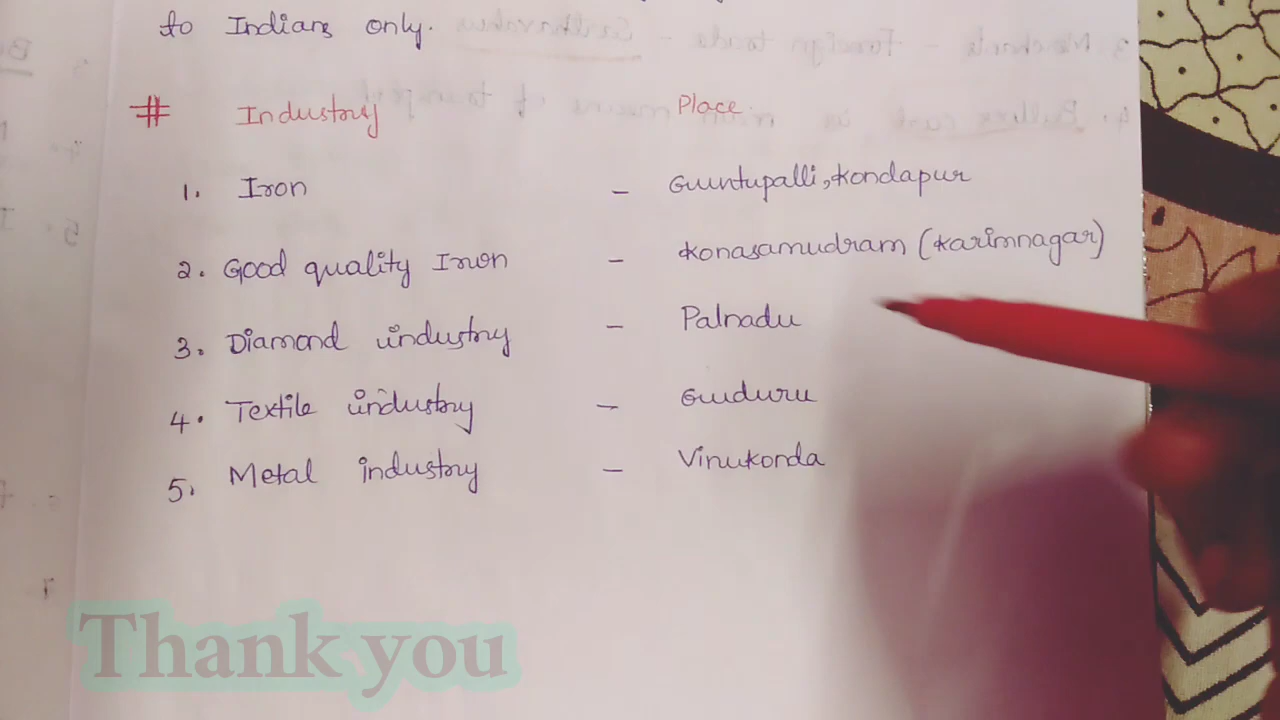 to Indians only.
# Industry Place
1. Iron - Guntupalli, Kondapur
2. Good quality Iron - Konasamudram (Karimnagar)
3. Diamond industry - Palnadu
4. Textile industry - Guduru
5. Metal industry - Vinukonda
Thank you